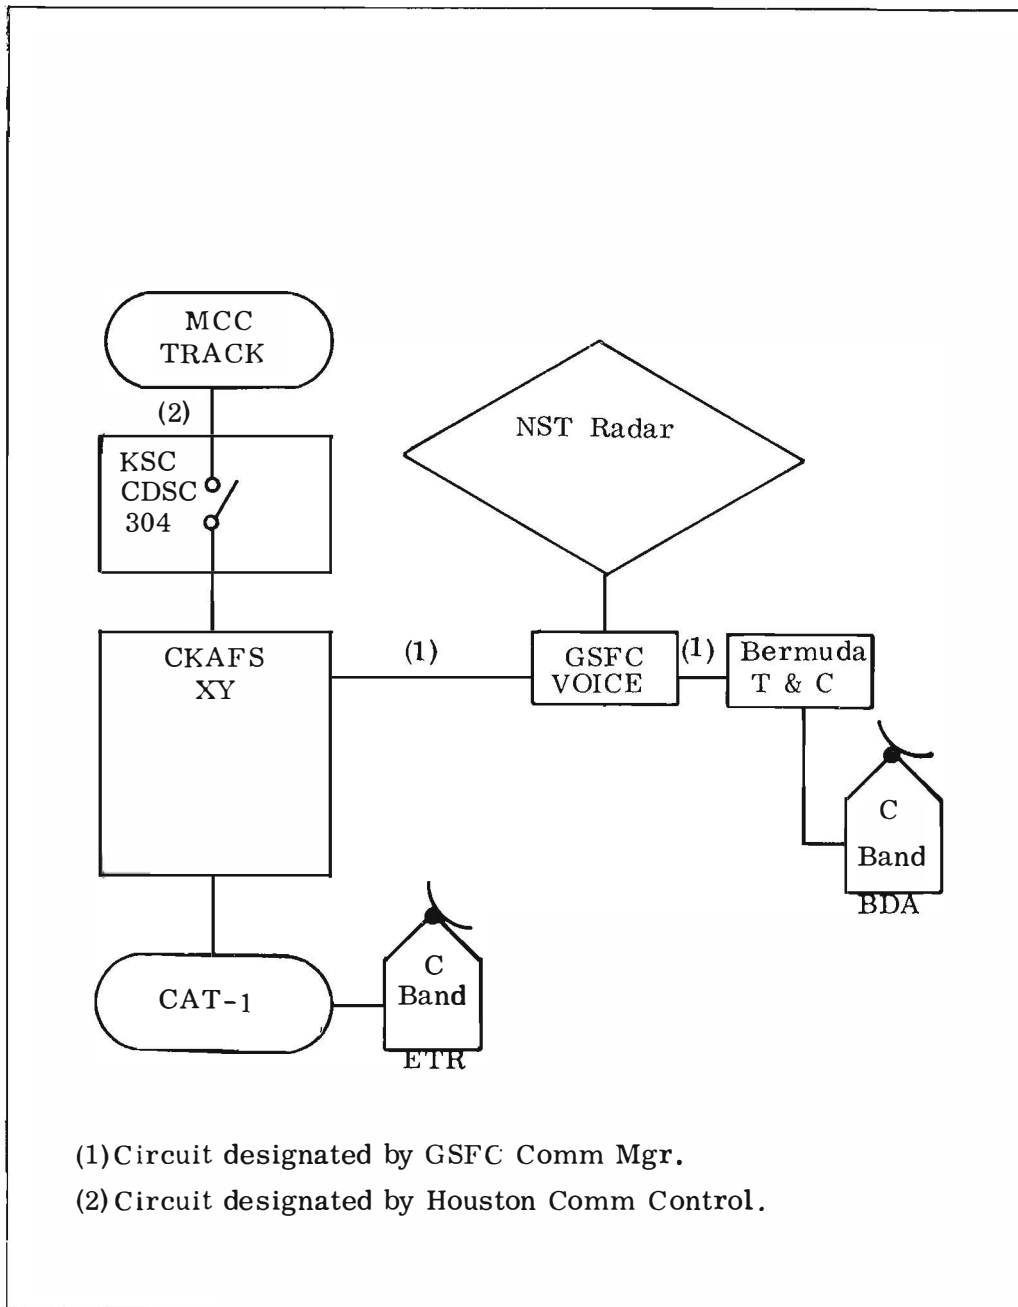 MCC
TRACK
(2)
KSC
CDSC
304
NST Radar
CKAFS
XY
(1)
GSFC
VOICE
(1)
Bermuda
T & C
C
Band
BDA
CAT-1
C
Band
ETR
(1) Circuit designated by GSFC Comm Mgr.
(2) Circuit designated by Houston Comm Control.